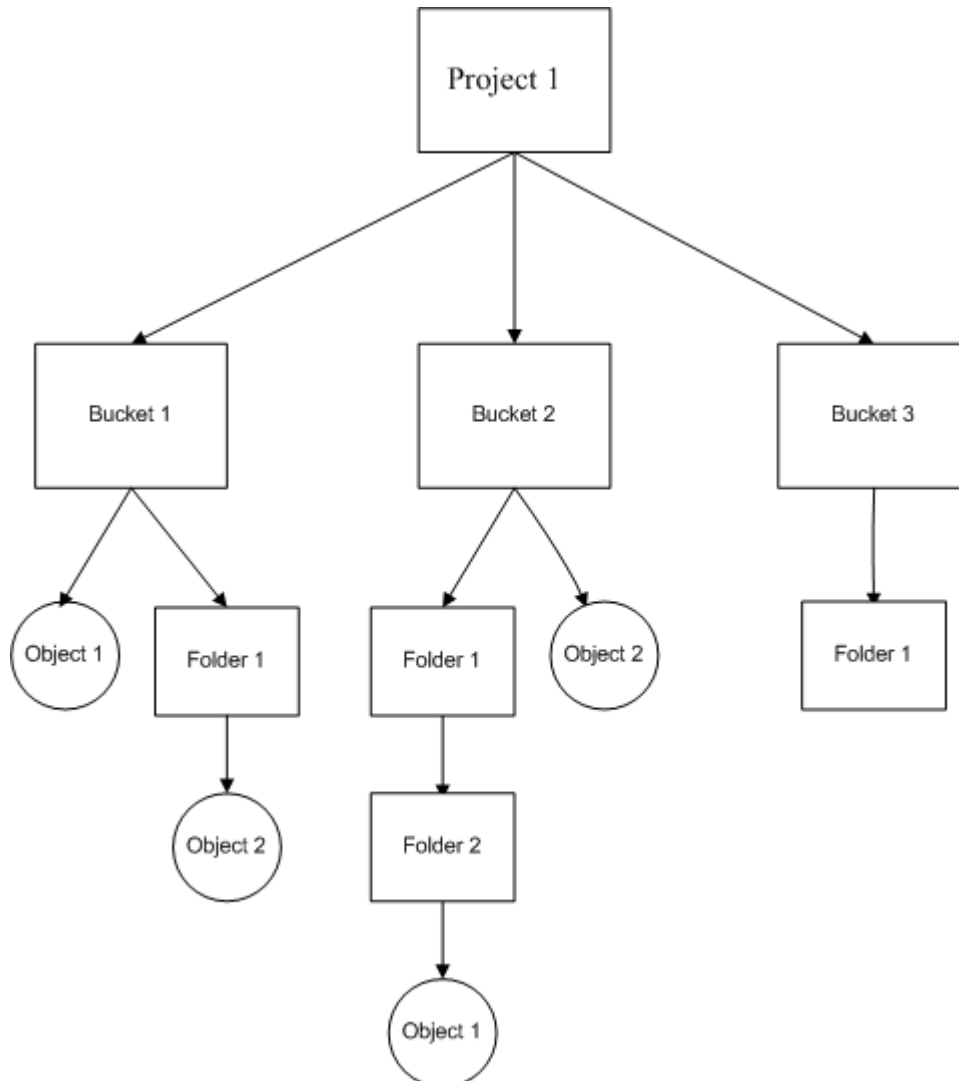 Project 1
Bucket 1
Bucket 2
Bucket 3
Object 1
Folder 1
Folder 1
Object 2
Folder 1
Object 2
Folder 2
Object 1